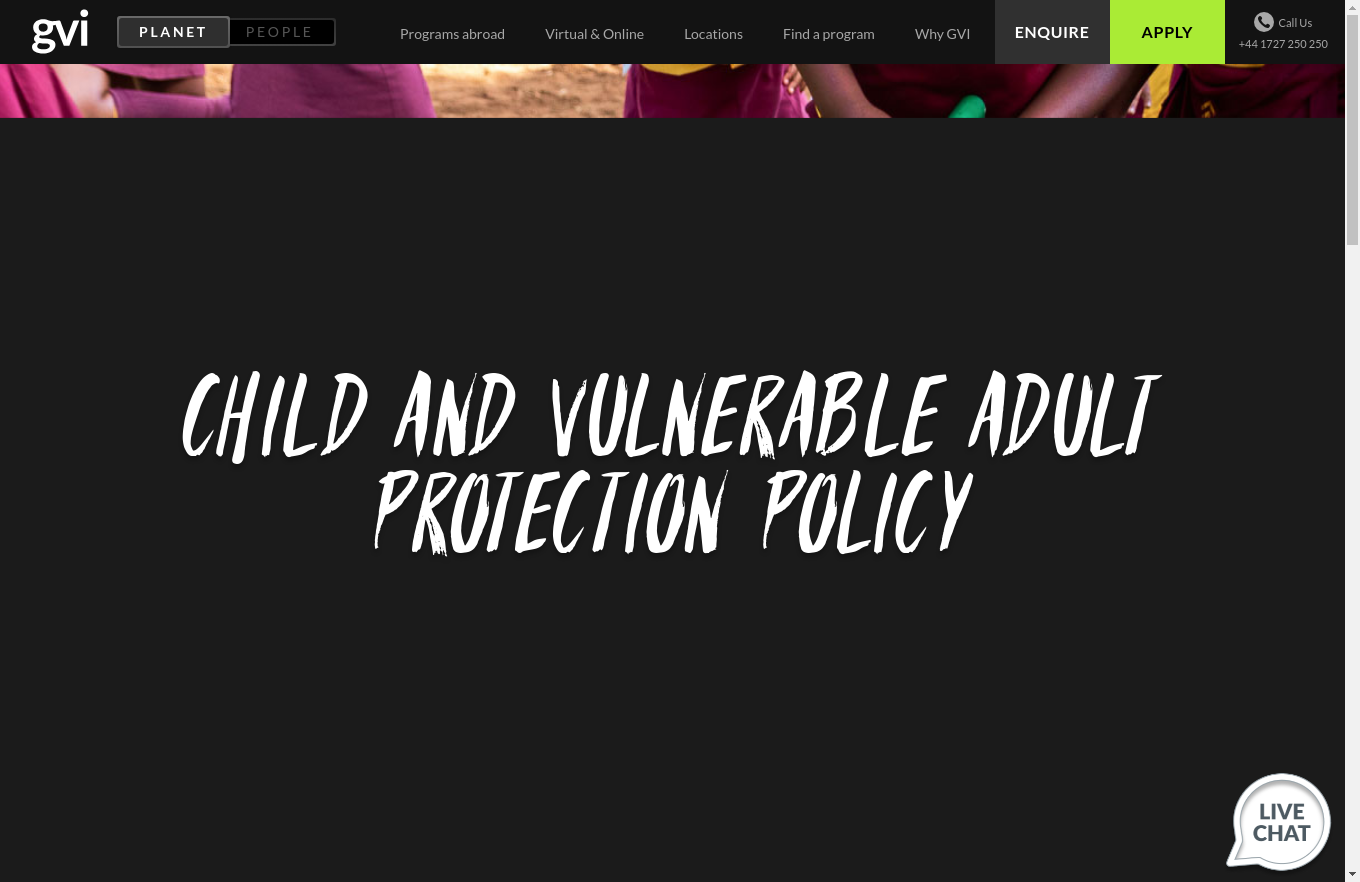 gvi
PLANET
PEOPLE
Programs abroad
Virtual & Online
Locations
Find a program
Why GVI
ENQUIRE
APPLY
Call Us
+44 1727 250 250
CHILD AND VULNERABLE ADULT
PROTECTION POLICY
LIVE
CHAT